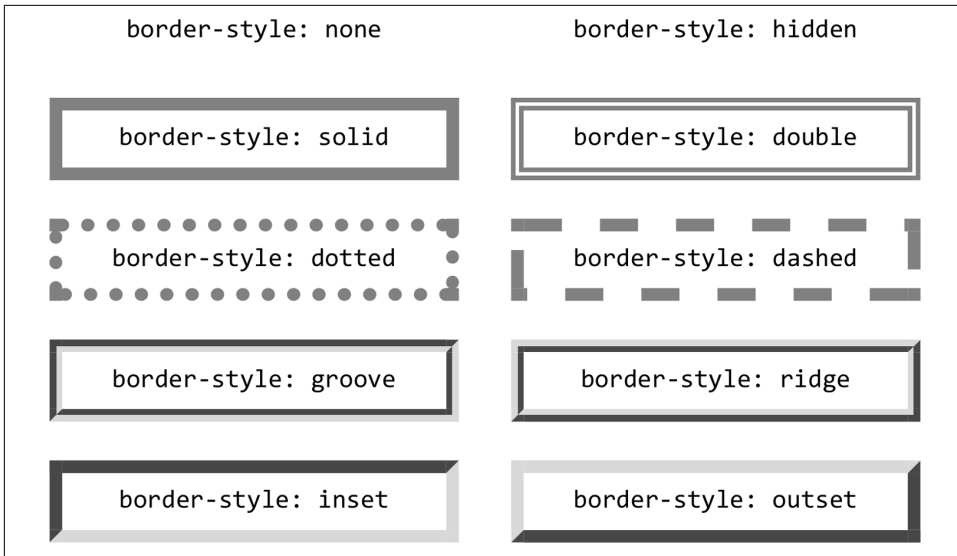 border-style: none
border-style: hidden
border-style: solid
border-style: double
border-style: dotted
border-style: dashed
border-style: groove
border-style: ridge
border-style: inset
border-style: outset